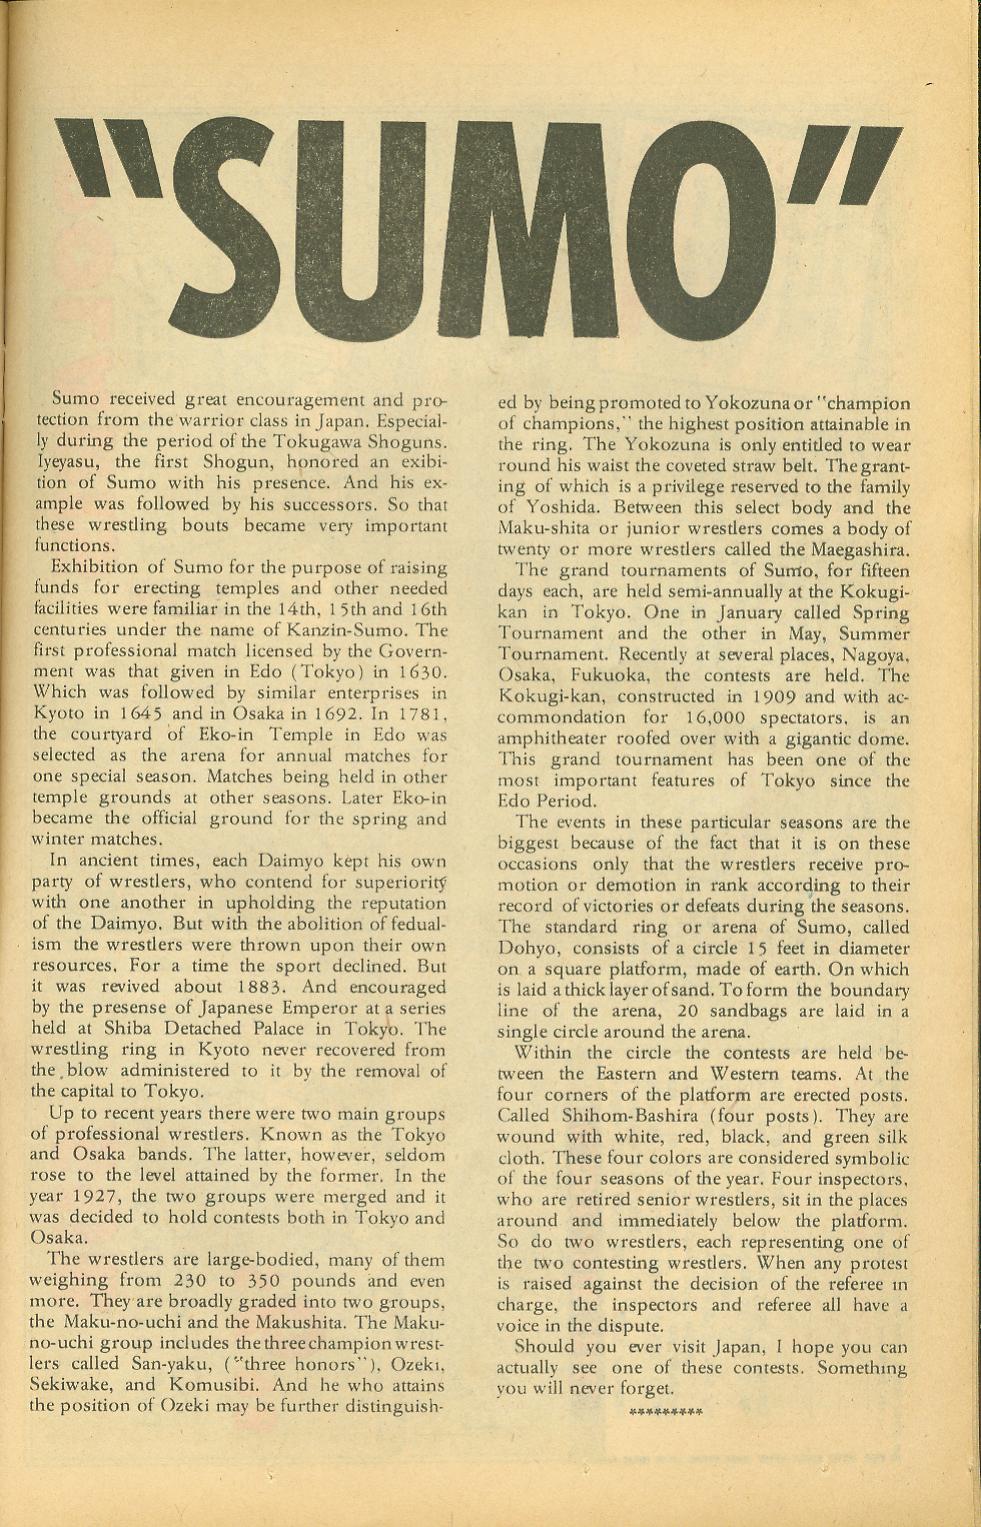 "SUMO"
Sumo received great encouragement and pro-
tection from the warrior class in Japan. Especial-
ly during the period of the Tokugawa Shoguns.
Iyeyasu, the first Shogun, honored an exibi-
tion of Sumo with his presence. And his ex-
ample was followed by his successors. So that
these wrestling bouts became very important
functions.
Exhibition of Sumo for the purpose of raising
funds for erecting temples and other needed
facilities were familiar in the 14th, 15th and 16th
centuries under the name of Kanzin-Sumo. The
first professional match licensed by the Govern-
ment was that given in Edo (Tokyo) in 1630.
Which was followed by similar enterprises in
Kyoto in 1645 and in Osaka in 1692. In 1781,
the courtyard of Eko-in Temple in Edo was
selected as the arena for annual matches for
one special season. Matches being held in other
temple grounds at other seasons. Later Eko-in
became the official ground for the spring and
winter matches.
In ancient times, each Daimyo kept his own
party of wrestlers, who contend for superiority
with one another in upholding the reputation
of the Daimyo. But with the abolition of fedual-
ism the wrestlers were thrown upon their own
resources. For a time the sport declined. But
it was revived about 1883. And encouraged
by the presense of Japanese Emperor at a series
held at Shiba Detached Palace in Tokyo. The
wrestling ring in Kyoto never recovered from
the blow administered to it by the removal of
the capital to Tokyo.
Up to recent years there were two main groups
of professional wrestlers. Known as the Tokyo
and Osaka bands. The latter, however, seldom
rose to the level attained by the former. In the
year 1927, the two groups were merged and it
was decided to hold contests both in Tokyo and
Osaka.
The wrestlers are large-bodied, many of them
weighing from 230 to 350 pounds and even
more. They are broadly graded into two groups,
the Maku-no-uchi and the Makushita. The Maku-
no-uchi group includes the three champion wrest-
lers called San-yaku, ("three honors"), Ozeki,
Sekiwake, and Komusibi. And he who attains
the position of Ozeki may be further distinguish-
ed by being promoted to Yokozuna or "champion
of champions," the highest position attainable in
the ring. The Yokozuna is only entitled to wear
round his waist the coveted straw belt. The grant-
ing of which is a privilege reserved to the family
of Yoshida. Between this select body and the
Maku-shita or junior wrestlers comes a body of
twenty or more wrestlers called the Maegashira.
The grand tournaments of Sumo, for fifteen
days each, are held semi-annually at the Kokugi-
kan in Tokyo. One in January called Spring
Tournament and the other in May, Summer
Tournament. Recently at several places, Nagoya,
Osaka, Fukuoka, the contests are held. The
Kokugi-kan, constructed in 1909 and with ac-
commondation for 16,000 spectators, is an
amphitheater roofed over with a gigantic dome.
This grand tournament has been one of the
most important features of Tokyo since the
Edo Period.
The events in these particular seasons are the
biggest because of the fact that it is on these
occasions only that the wrestlers receive pro-
motion or demotion in rank according to their
record of victories or defeats during the seasons.
The standard ring or arena of Sumo, called
Dohyo, consists of a circle 15 feet in diameter
on a square platform, made of earth. On which
is laid a thick layer of sand. To form the boundary
line of the arena, 20 sandbags are laid in a
single circle around the arena.
Within the circle the contests are held be-
tween the Eastern and Western teams. At the
four corners of the platform are erected posts.
Called Shihom-Bashira (four posts). They are
wound with white, red, black, and green silk
cloth. These four colors are considered symbolic
of the four seasons of the year. Four inspectors,
who are retired senior wrestlers, sit in the places
around and immediately below the platform.
So do two wrestlers, each representing one of
the two contesting wrestlers. When any protest
is raised against the decision of the referee in
charge, the inspectors and referee all have a
voice in the dispute.
Should you ever visit Japan, I hope you can
actually see one of these contests. Something
you will never forget.
*********